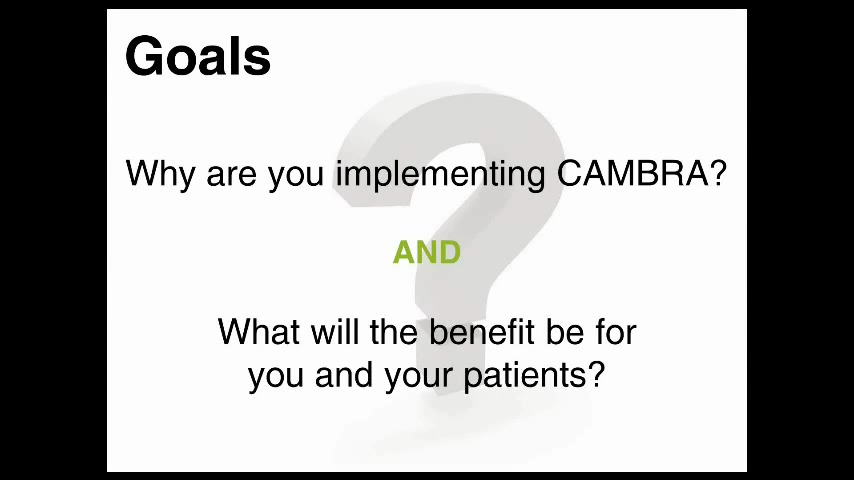 Goals
Why are you implementing CAMBRA?
AND
What will the benefit be for
you and your patients?